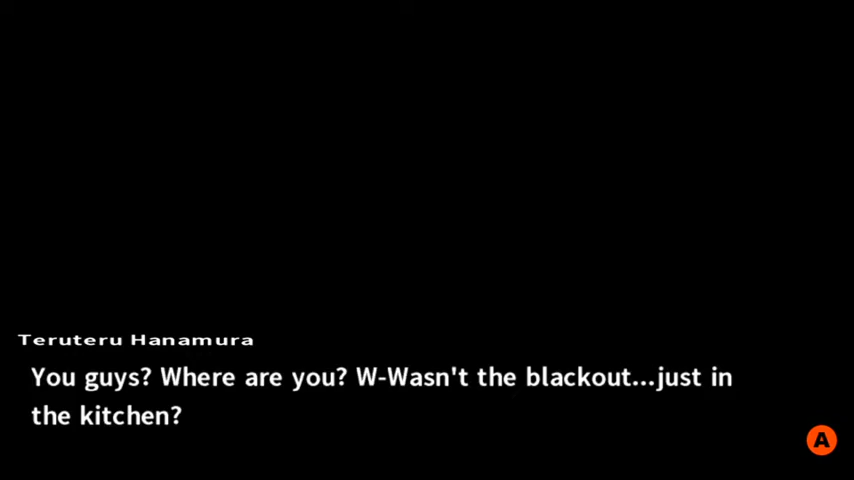 Teruteru Hanamura
You guys? Where are you? W-Wasn't the blackout...just in
the kitchen?
A